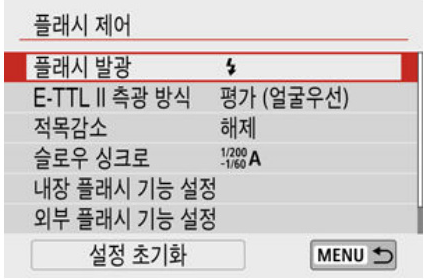 플래시 제어
플래시 발광
E-TTL II 측광 방식 평가 (얼굴우선)
적목감소 해제
슬로우 싱크로 1/200-1/60 A
내장 플래시 기능 설정
외부 플래시 기능 설정
설정 초기화 MENU